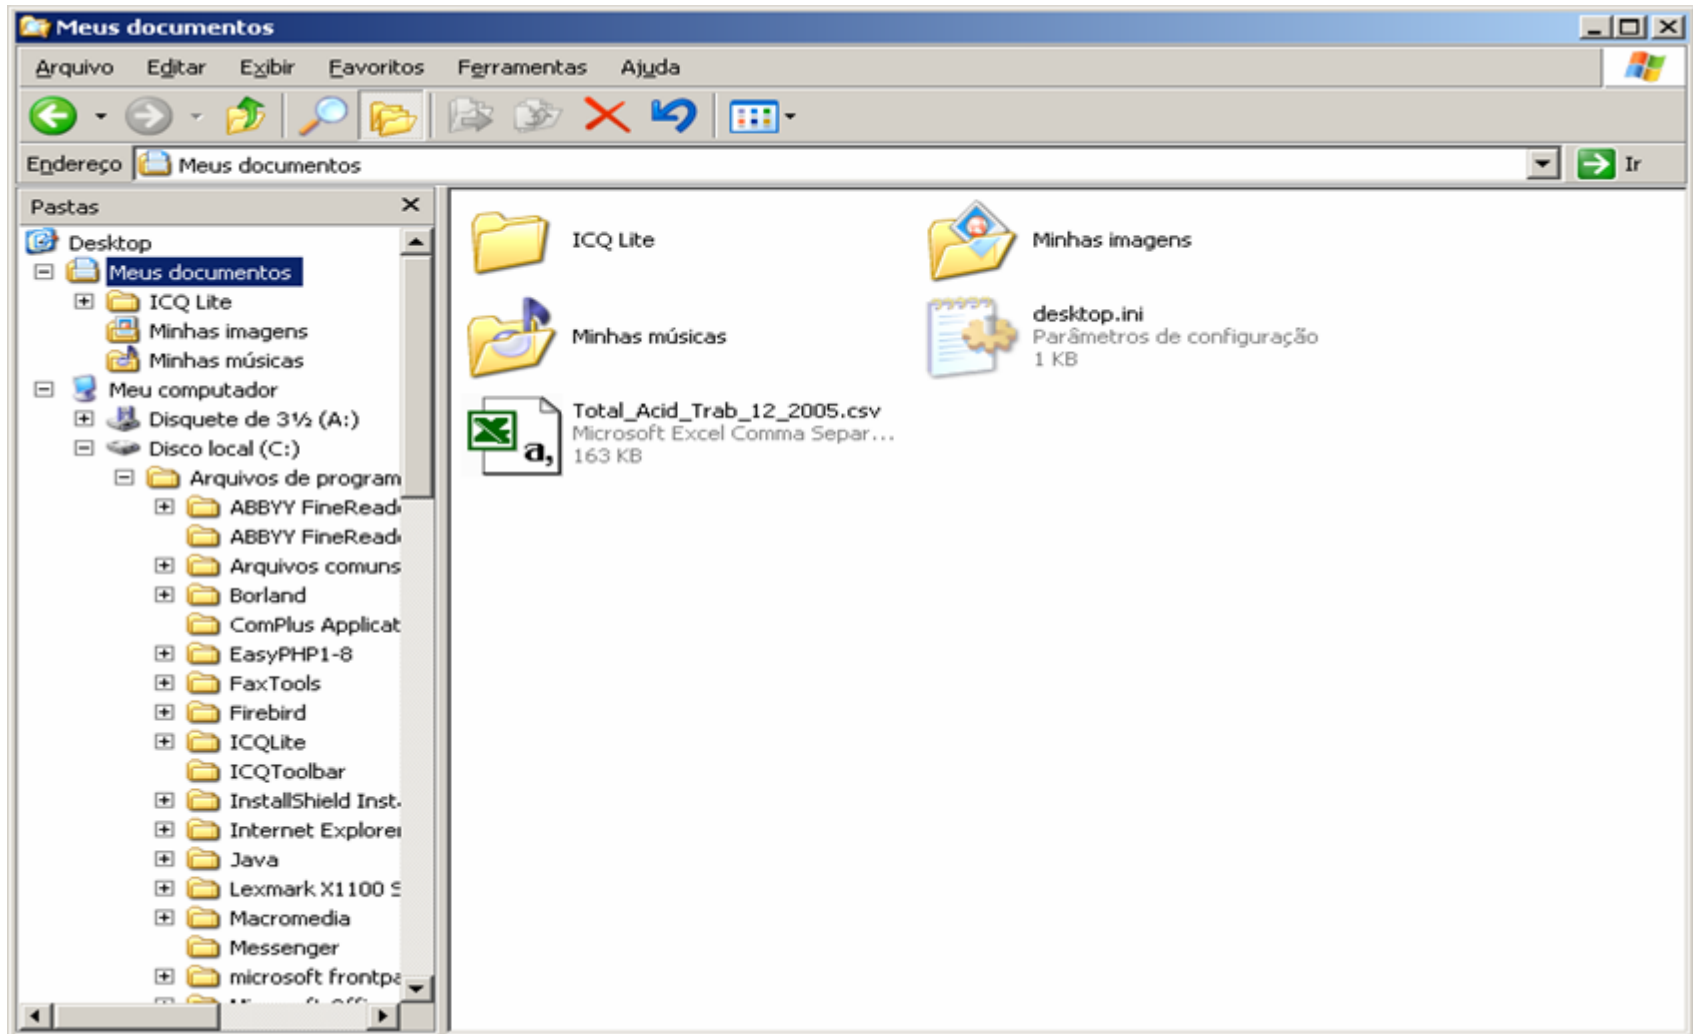 Meus documentos
Arquivo Editar Exibir Favoritos Ferramentas Ajuda
Endereço Meus documentos Ir
Pastas
Desktop
Meus documentos
ICQ Lite
Minhas imagens
Minhas músicas
Meu computador
Disquete de 3½ (A:)
Disco local (C:)
Arquivos de program
ABBYY FineReade
ABBYY FineReade
Arquivos comuns
Borland
ComPlus Applicat
EasyPHP1-8
FaxTools
Firebird
ICQLite
ICQToolbar
InstallShield Inst
Internet Explorer
Java
Lexmark X1100 S
Macromedia
Messenger
microsoft frontpa
ICQ Lite
Minhas imagens
Minhas músicas
desktop.ini
Parâmetros de configuração
1 KB
Total_Acid_Trab_12_2005.csv
Microsoft Excel Comma Separ...
163 KB
a,